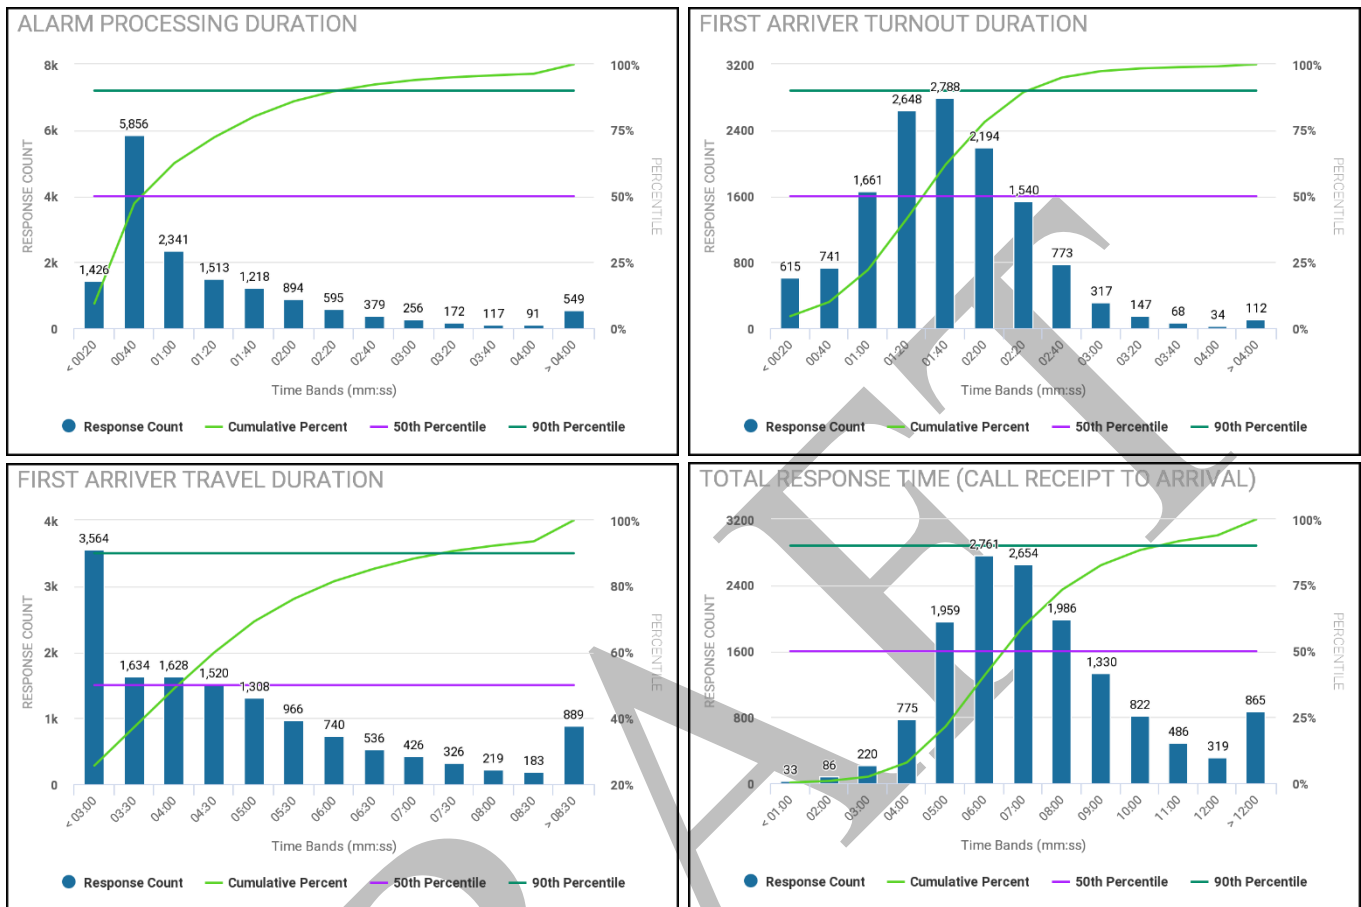 ALARM PROCESSING DURATION
8k 100%
6k 75%
4k 50%
2k 25%
0 0%
RESPONSE COUNT
PERCENTILE
1,426 5,856 2,341 1,513 1,218 894 595 379 256 172 117 91 549
< 00:20 00:40 01:00 01:20 01:40 02:00 02:20 02:40 03:00 03:20 03:40 04:00 > 04:00
Time Bands (mm:ss)
Response Count Cumulative Percent 50th Percentile 90th Percentile
FIRST ARRIVER TURNOUT DURATION
3200 100%
2400 75%
1600 50%
800 25%
0 0%
RESPONSE COUNT
PERCENTILE
615 741 1,661 2,648 2,788 2,194 1,540 773 317 147 68 34 112
< 00:20 00:40 01:00 01:20 01:40 02:00 02:20 02:40 03:00 03:20 03:40 04:00 > 04:00
Time Bands (mm:ss)
Response Count Cumulative Percent 50th Percentile 90th Percentile
FIRST ARRIVER TRAVEL DURATION
4k 100%
3k 80%
2k 60%
1k 40%
0 20%
RESPONSE COUNT
PERCENTILE
3,564 1,634 1,628 1,520 1,308 966 740 536 426 326 219 183 889
< 03:00 03:30 04:00 04:30 05:00 05:30 06:00 06:30 07:00 07:30 08:00 08:30 > 08:30
Time Bands (mm:ss)
Response Count Cumulative Percent 50th Percentile 90th Percentile
TOTAL RESPONSE TIME (CALL RECEIPT TO ARRIVAL)
3200 100%
2400 75%
1600 50%
800 25%
0 0%
RESPONSE COUNT
PERCENTILE
33 86 220 775 1,959 2,761 2,654 1,986 1,330 822 486 319 865
< 01:00 02:00 03:00 04:00 05:00 06:00 07:00 08:00 09:00 10:00 11:00 12:00 > 12:00
Time Bands (mm:ss)
Response Count Cumulative Percent 50th Percentile 90th Percentile
AFT